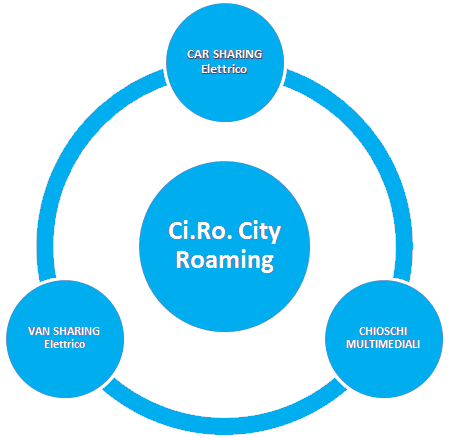 CAR SHARING
Elettrico
Ci.Ro. City
Roaming
VAN SHARING
Elettrico
CHIOSCHI
MULTIMEDIALI